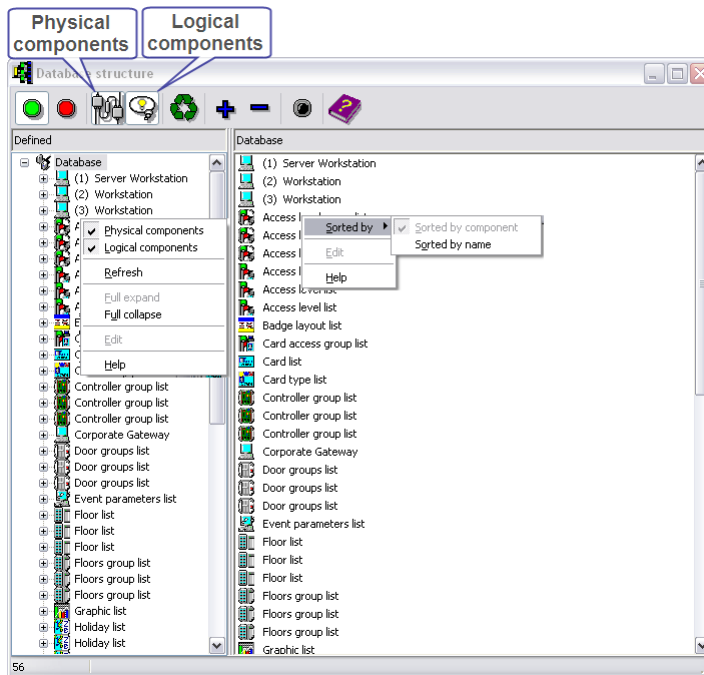 Physical
components
Logical
components
Database structure
Defined
Database
Database
(1) Server Workstation
(2) Workstation
(3) Workstation
A
A
A
A
A
A
Physical components
Logical components
Refresh
Full expand
Full collapse
Edit
Help
Controller group list
Controller group list
Controller group list
Corporate Gateway
Door groups list
Door groups list
Door groups list
Event parameters list
Floor list
Floor list
Floor list
Floors group list
Floors group list
Floors group list
Graphic list
Holiday list
Holiday list
(1) Server Workstation
(2) Workstation
(3) Workstation
Access l
Access l
Access l
Access l
Access level list
Access level list
Sorted by
Edit
Help
Sorted by component
Sorted by name
Badge layout list
Card access group list
Card list
Card type list
Controller group list
Controller group list
Controller group list
Corporate Gateway
Door groups list
Door groups list
Door groups list
Event parameters list
Floor list
Floor list
Floor list
Floors group list
Floors group list
Floors group list
Graphic list
56